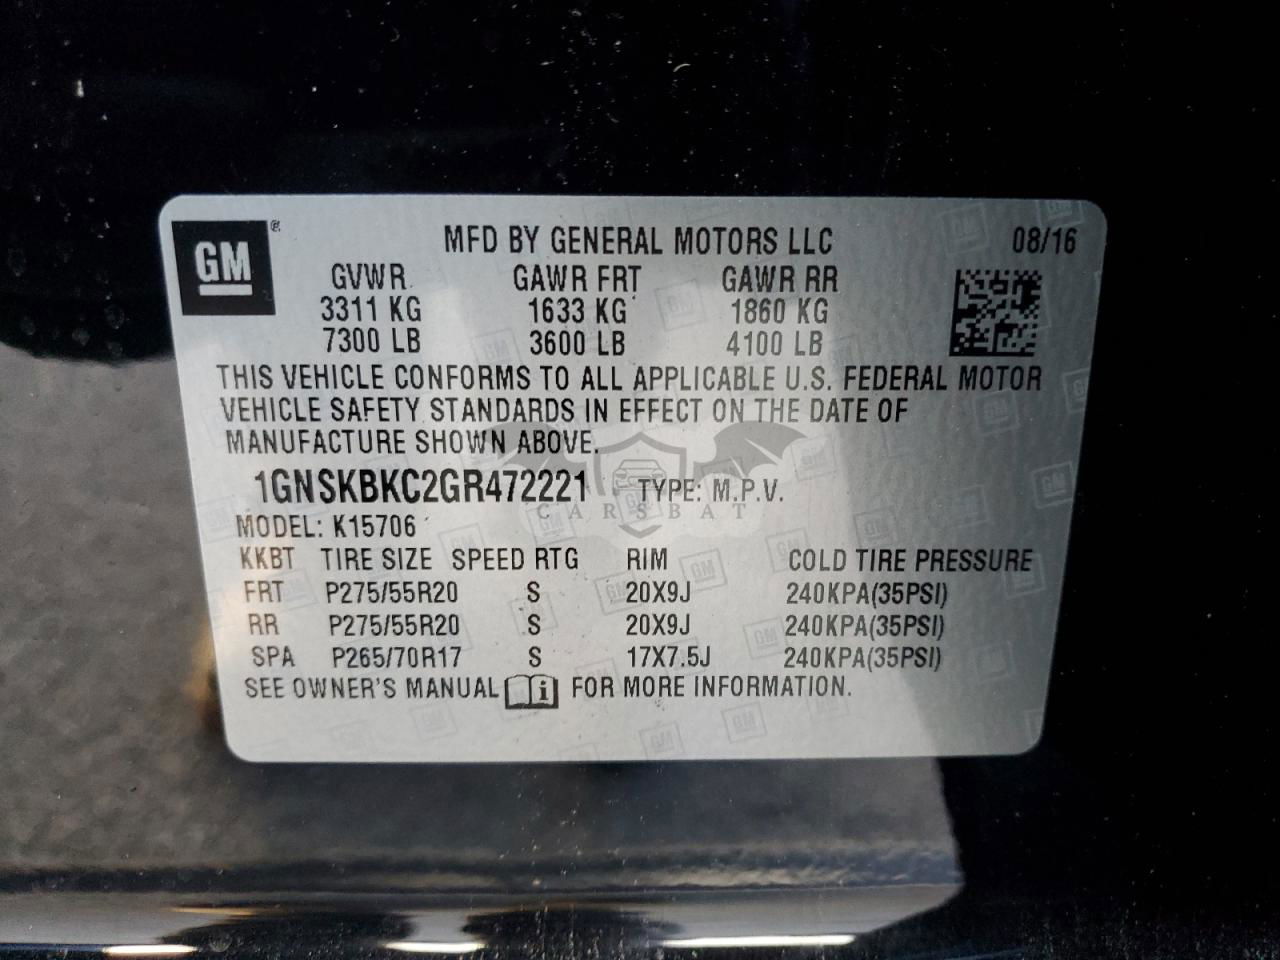 GM®
MFD BY GENERAL MOTORS LLC 08/16
GVWR GAWR FRT GAWR RR
3311 KG 1633 KG 1860 KG
7300 LB 3600 LB 4100 LB
THIS VEHICLE CONFORMS TO ALL APPLICABLE U.S. FEDERAL MOTOR
VEHICLE SAFETY STANDARDS IN EFFECT ON THE DATE OF
MANUFACTURE SHOWN ABOVE.
1GNSKBKC2GR472221 TYPE: M.P.V.
CARSBAT
MODEL: K15706
KKBT TIRE SIZE SPEED RTG RIM COLD TIRE PRESSURE
FRT P275/55R20 S 20X9J 240KPA(35PSI)
RR P275/55R20 S 20X9J 240KPA(35PSI)
SPA P265/70R17 S 17X7.5J 240KPA(35PSI)
SEE OWNER'S MANUAL i FOR MORE INFORMATION.